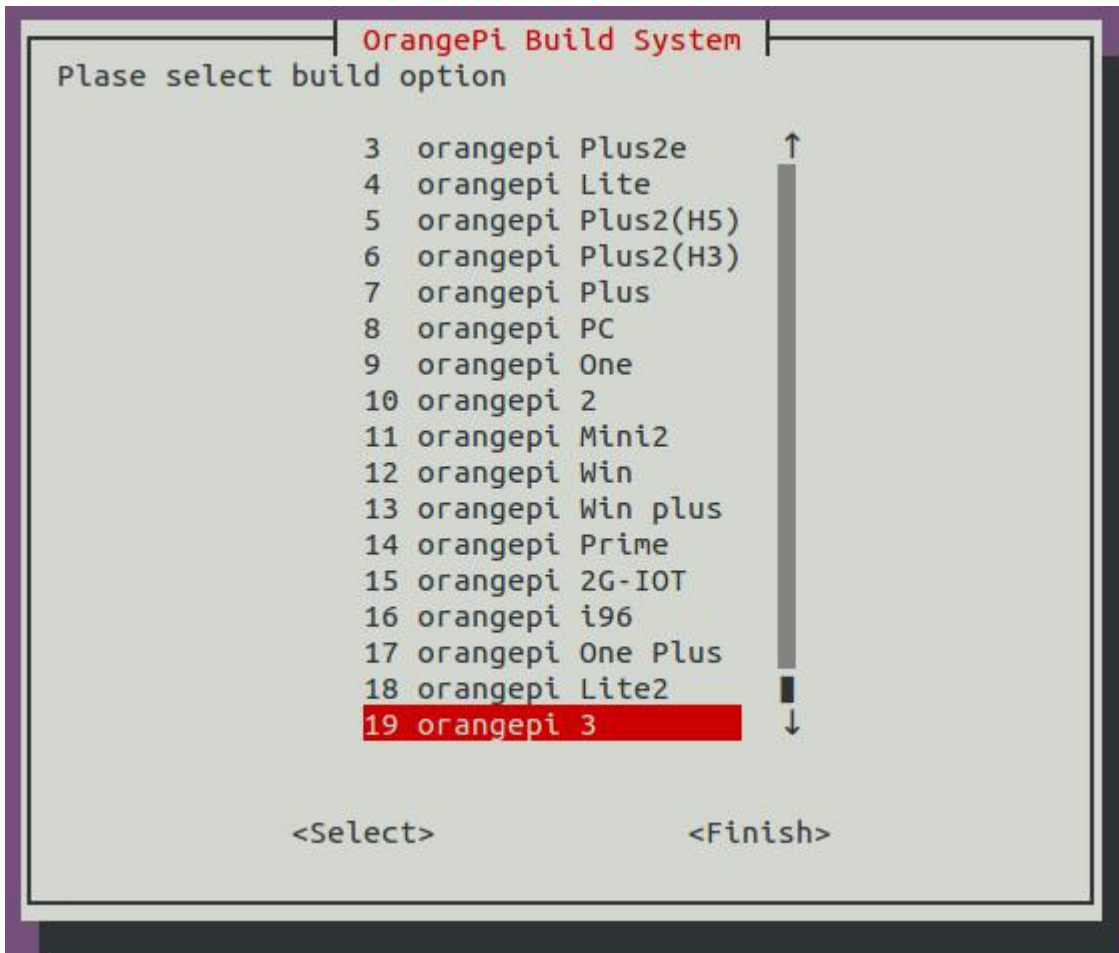 OrangePi Build System
Plase select build option
3 orangepi Plus2e
4 orangepi Lite
5 orangepi Plus2(H5)
6 orangepi Plus2(H3)
7 orangepi Plus
8 orangepi PC
9 orangepi One
10 orangepi 2
11 orangepi Mini2
12 orangepi Win
13 orangepi Win plus
14 orangepi Prime
15 orangepi 2G-IOT
16 orangepi i96
17 orangepi One Plus
18 orangepi Lite2
19 orangepi 3
<Select> <Finish>